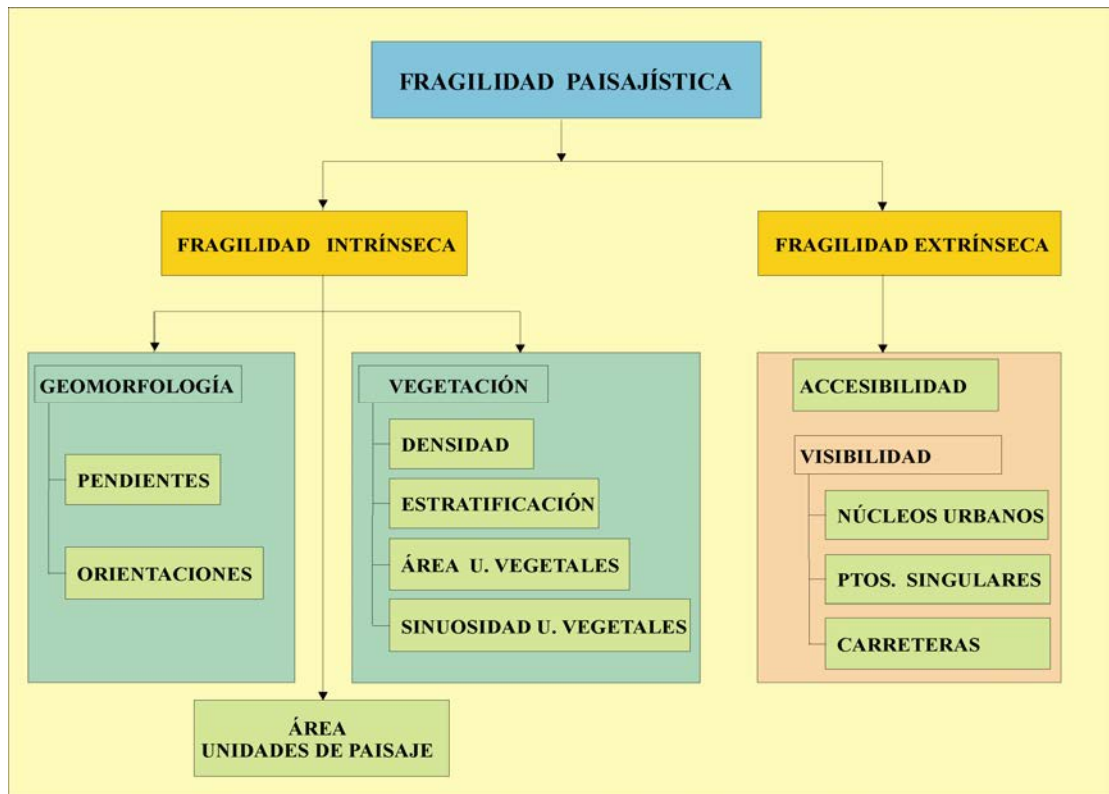 FRAGILIDAD PAISAJÍSTICA
FRAGILIDAD INTRÍNSECA
FRAGILIDAD EXTRÍNSECA
GEOMORFOLOGÍA
PENDIENTES
ORIENTACIONES
VEGETACIÓN
DENSIDAD
ESTRATIFICACIÓN
ÁREA U. VEGETALES
SINUOSIDAD U. VEGETALES
ACCESIBILIDAD
VISIBILIDAD
NÚCLEOS URBANOS
PTOS. SINGULARES
CARRETERAS
ÁREA
UNIDADES DE PAISAJE